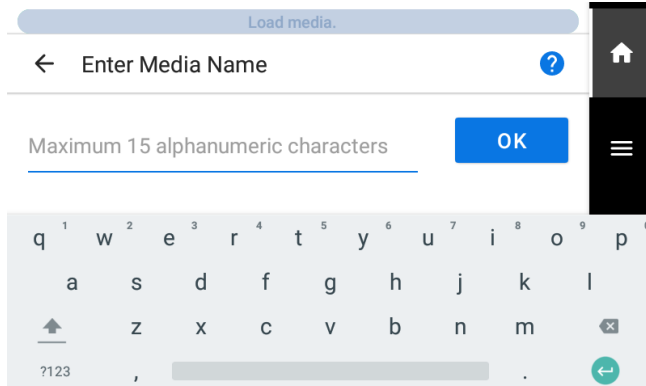 Load media.
Enter Media Name
?
Maximum 15 alphanumeric characters
OK
q 1 w 2 e 3 r 4 t 5 y 6 u 7 i 8 o 9 p
a s d f g h j k l
z x c v b n m
?123 , .